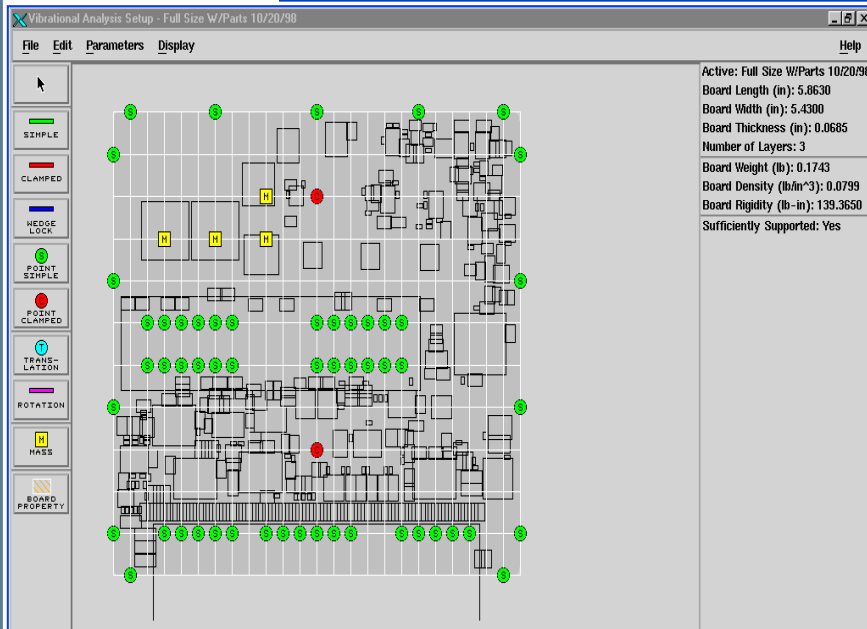 Vibrational Analysis Setup - Full Size W/Parts 10/20/98
File Edit Parameters Display Help
SIMPLE
CLAMPED
WEDGE
LOCK
S
POINT
SIMPLE
C
POINT
CLAMPED
T
TRANS-
LATION
ROTATION
M
MASS
BOARD
PROPERTY
S S S S S
S S
M C
M M M
S S
S S S S S S S S S S S S
S S S S S S S S S S S S
S S
C
S S S S S S S S S S S S S S S S S S
S S
Active: Full Size W/Parts 10/20/98
Board Length (in): 5.8630
Board Width (in): 5.4300
Board Thickness (in): 0.0685
Number of Layers: 3
Board Weight (lb): 0.1743
Board Density (lb/in^3): 0.0799
Board Rigidity (lb-in): 139.3650
Sufficiently Supported: Yes